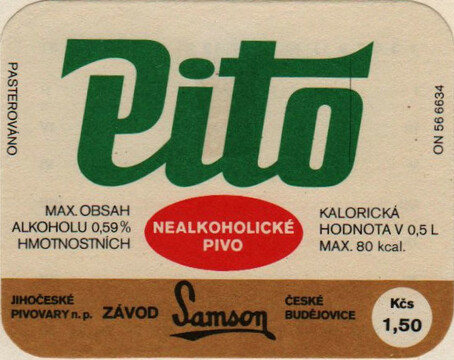 Pito
PASTEROVÁNO
ON 56 6634
MAX. OBSAH
ALKOHOLU 0,59%
HMOTNOSTNÍCH
NEALKOHOLICKÉ
PIVO
KALORICKÁ
HODNOTA V 0,5 L
MAX. 80 kcal.
JIHOČESKÉ
PIVOVARY n.p.
ZÁVOD
Samson
ČESKÉ
BUDĚJOVICE
Kčs
1,50